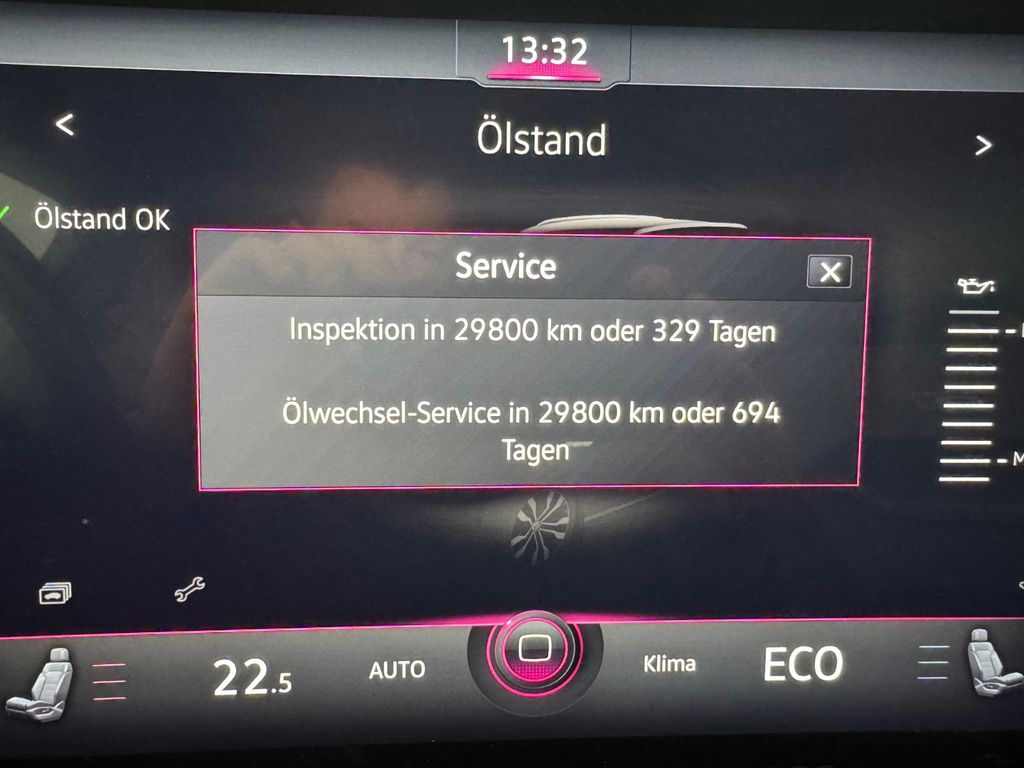 13:32
Ölstand
Ölstand OK
Service
Inspektion in 29800 km oder 329 Tagen
Ölwechsel-Service in 29800 km oder 694
Tagen
22.5
AUTO
Klima
ECO